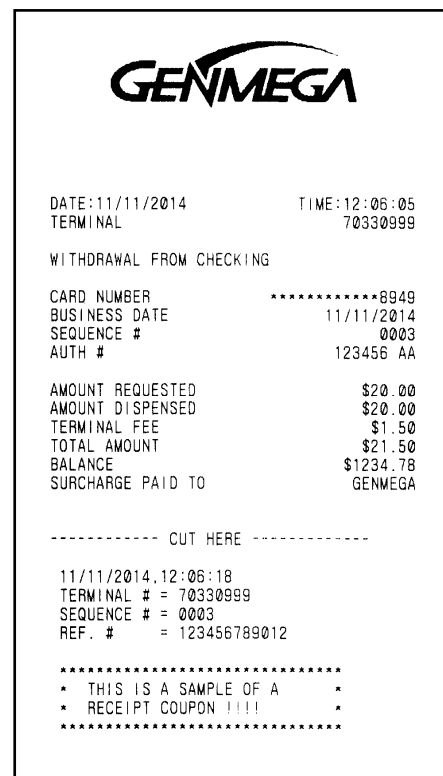 GENMEGA
DATE:11/11/2014 TIME:12:06:05
TERMINAL 70330999
WITHDRAWAL FROM CHECKING
CARD NUMBER ************8949
BUSINESS DATE 11/11/2014
SEQUENCE # 0003
AUTH # 123456 AA
AMOUNT REQUESTED $20.00
AMOUNT DISPENSED $20.00
TERMINAL FEE $1.50
TOTAL AMOUNT $21.50
BALANCE $1234.78
SURCHARGE PAID TO GENMEGA
------------ CUT HERE -------------
11/11/2014,12:06:18
TERMINAL # = 70330999
SEQUENCE # = 0003
REF. # = 123456789012
*******************************
* THIS IS A SAMPLE OF A *
* RECEIPT COUPON !!!! *
*******************************